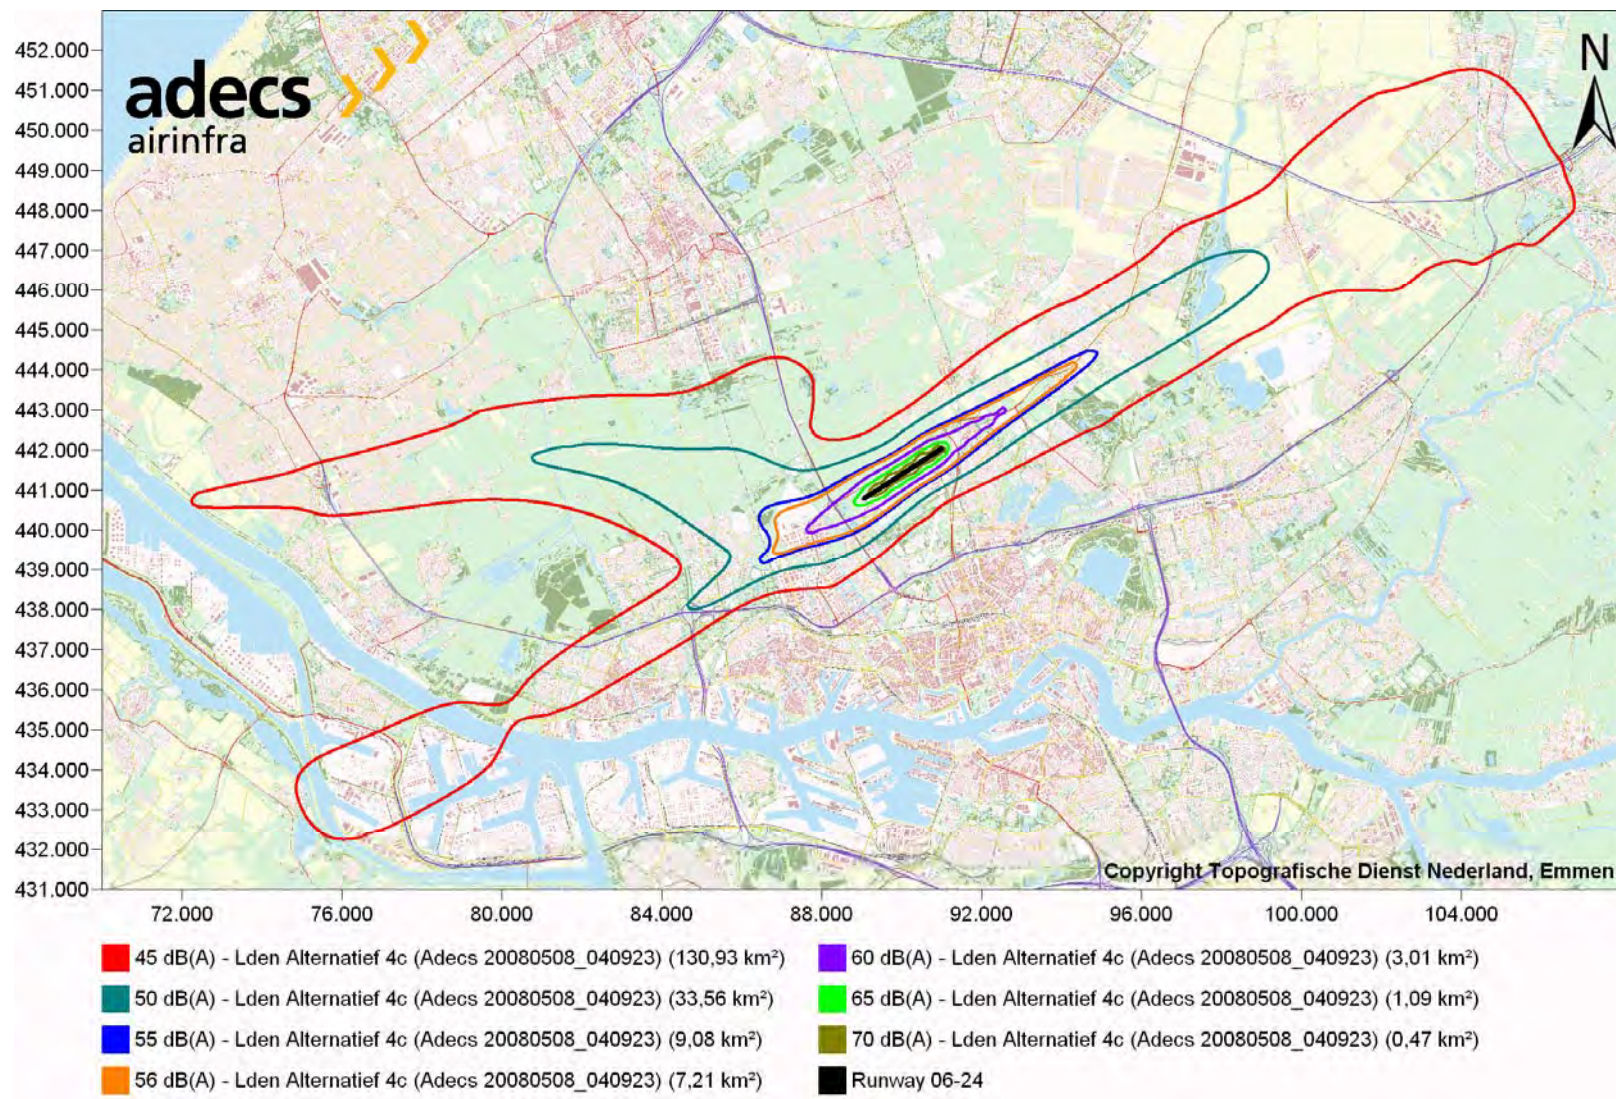 452.000
451.000
450.000
449.000
448.000
447.000
446.000
445.000
444.000
443.000
442.000
441.000
440.000
439.000
438.000
437.000
436.000
435.000
434.000
433.000
432.000
431.000
adecs
airinfra
N
Copyright Topografische Dienst Nederland, Emmen
72.000 76.000 80.000 84.000 88.000 92.000 96.000 100.000 104.000
45 dB(A) - Lden Alternatief 4c (Adecs 20080508_040923) (130,93 km²)
50 dB(A) - Lden Alternatief 4c (Adecs 20080508_040923) (33,56 km²)
55 dB(A) - Lden Alternatief 4c (Adecs 20080508_040923) (9,08 km²)
56 dB(A) - Lden Alternatief 4c (Adecs 20080508_040923) (7,21 km²)
60 dB(A) - Lden Alternatief 4c (Adecs 20080508_040923) (3,01 km²)
65 dB(A) - Lden Alternatief 4c (Adecs 20080508_040923) (1,09 km²)
70 dB(A) - Lden Alternatief 4c (Adecs 20080508_040923) (0,47 km²)
Runway 06-24